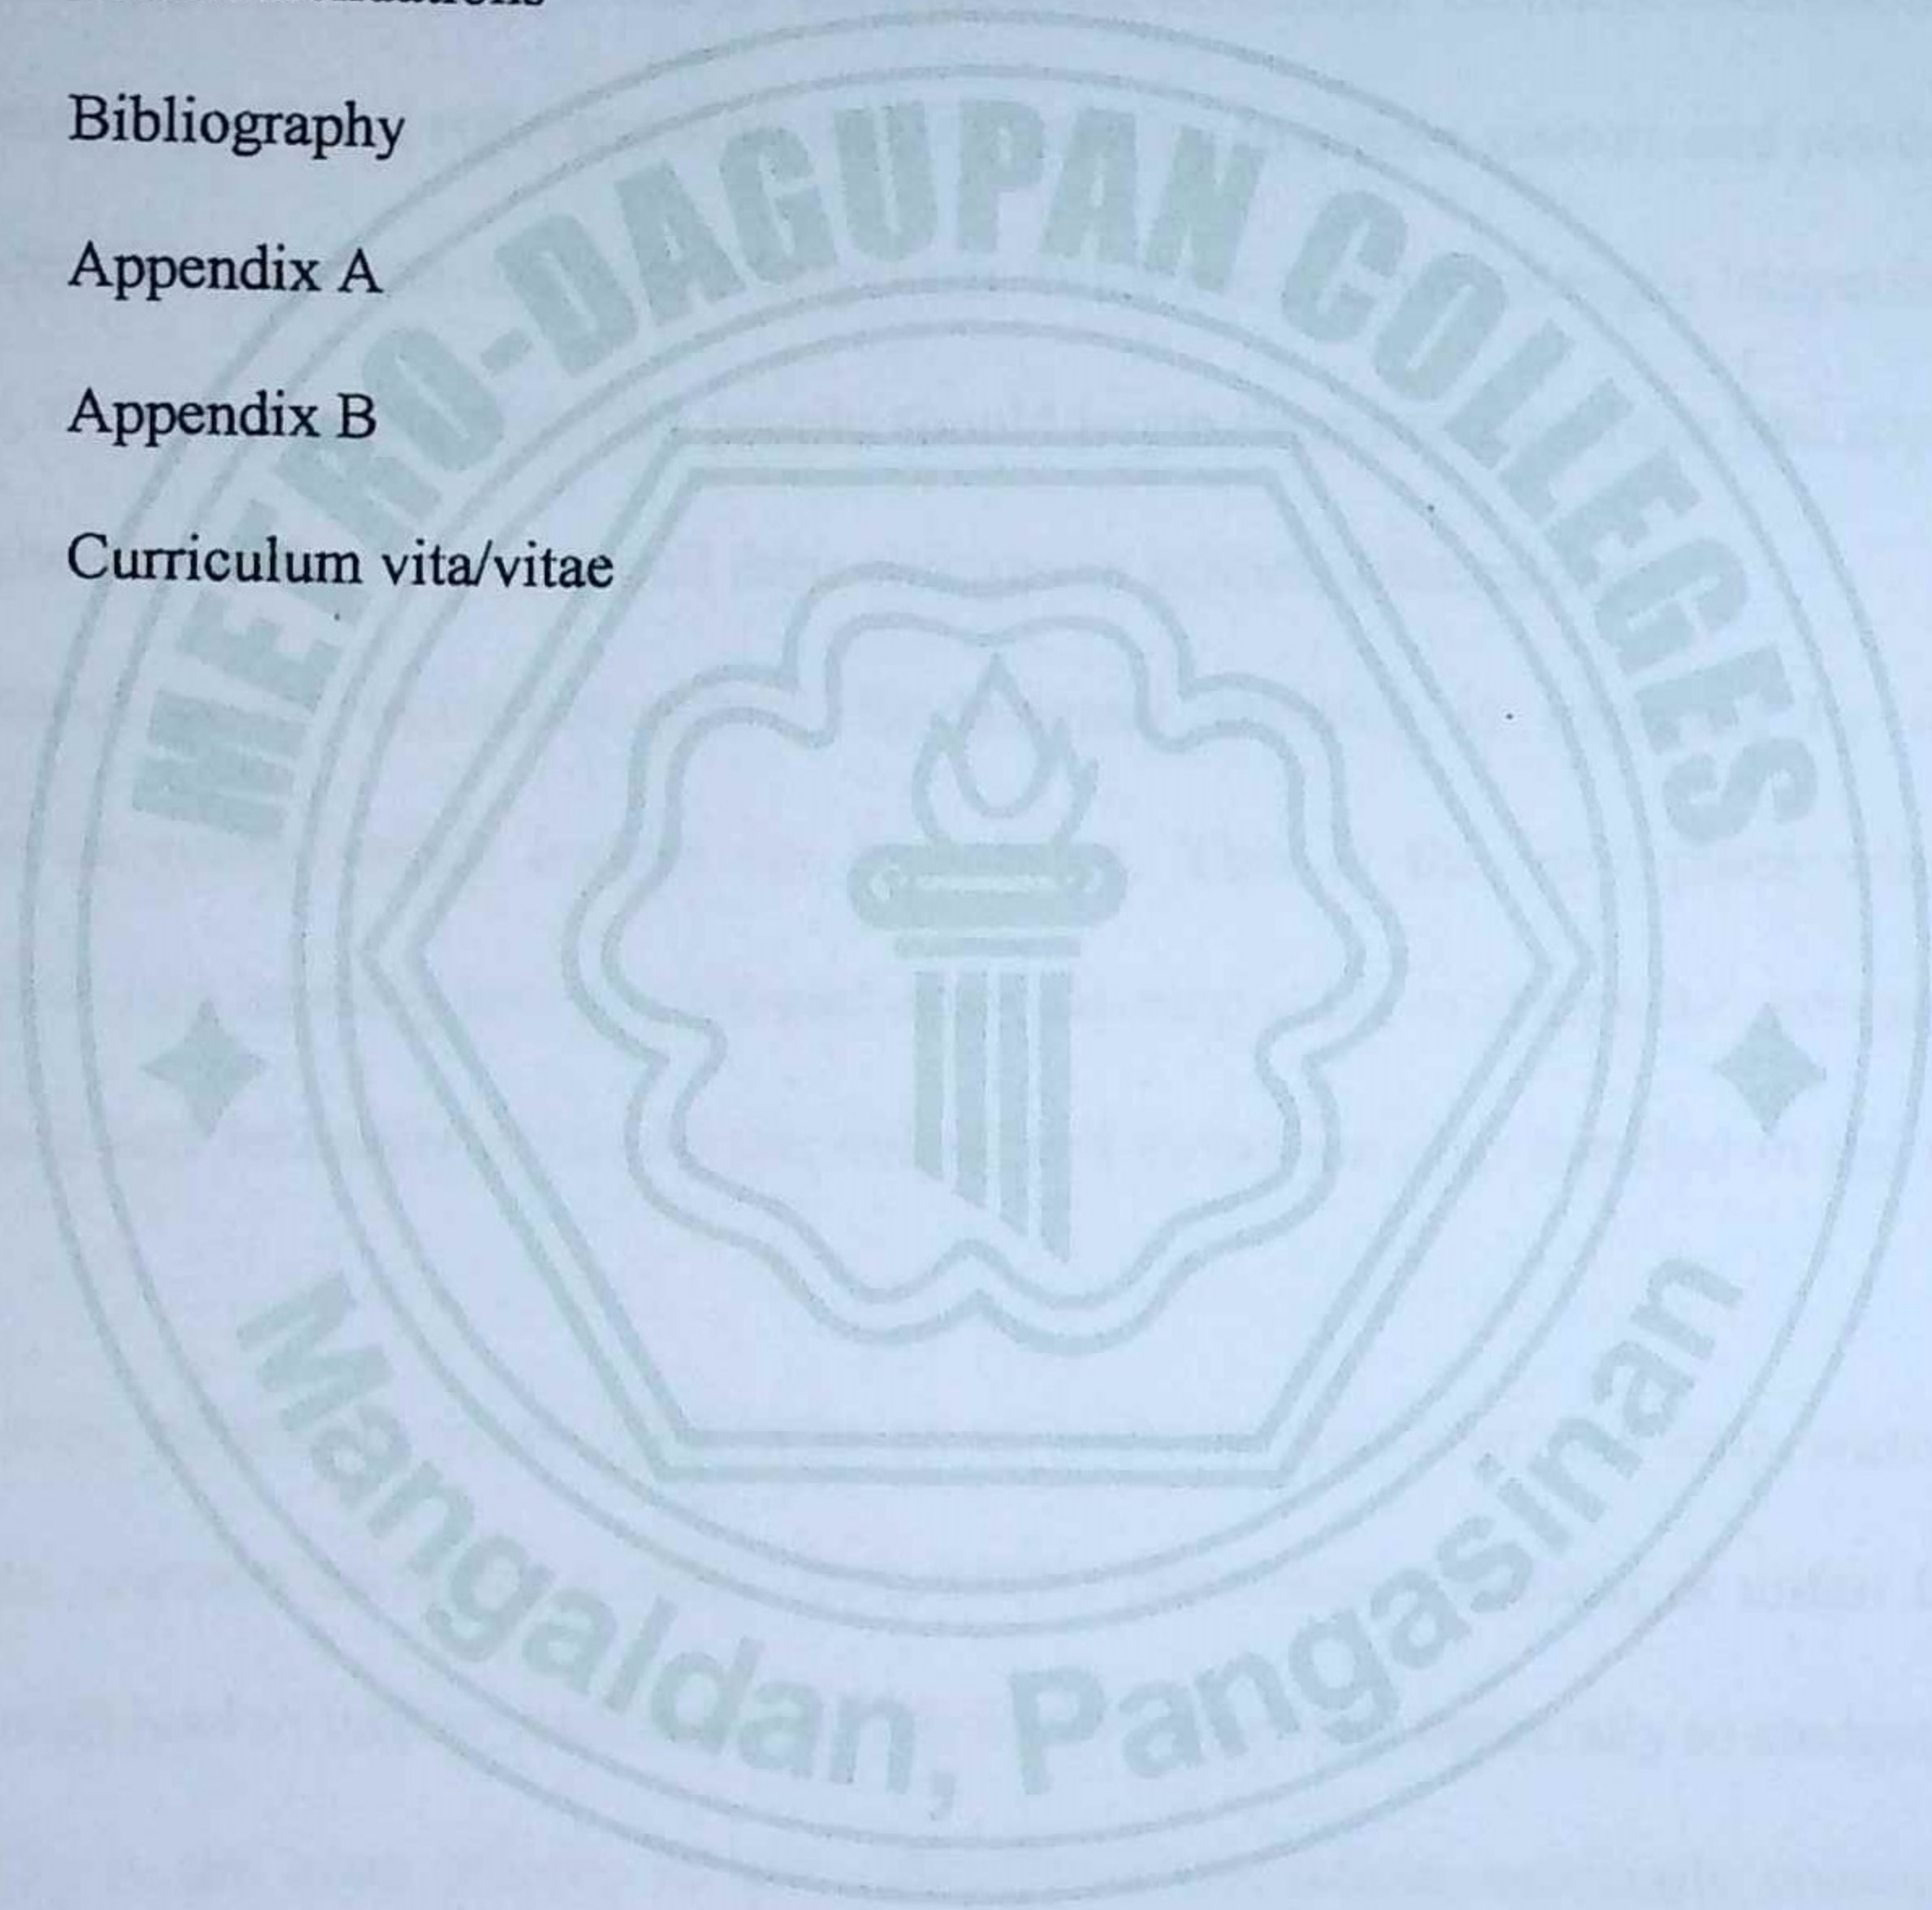 Bibliography
Appendix A
Appendix B
Curriculum vita/vitae
METRO-DAGUPAN COLLEGES
Mangaldan, Pangasinan